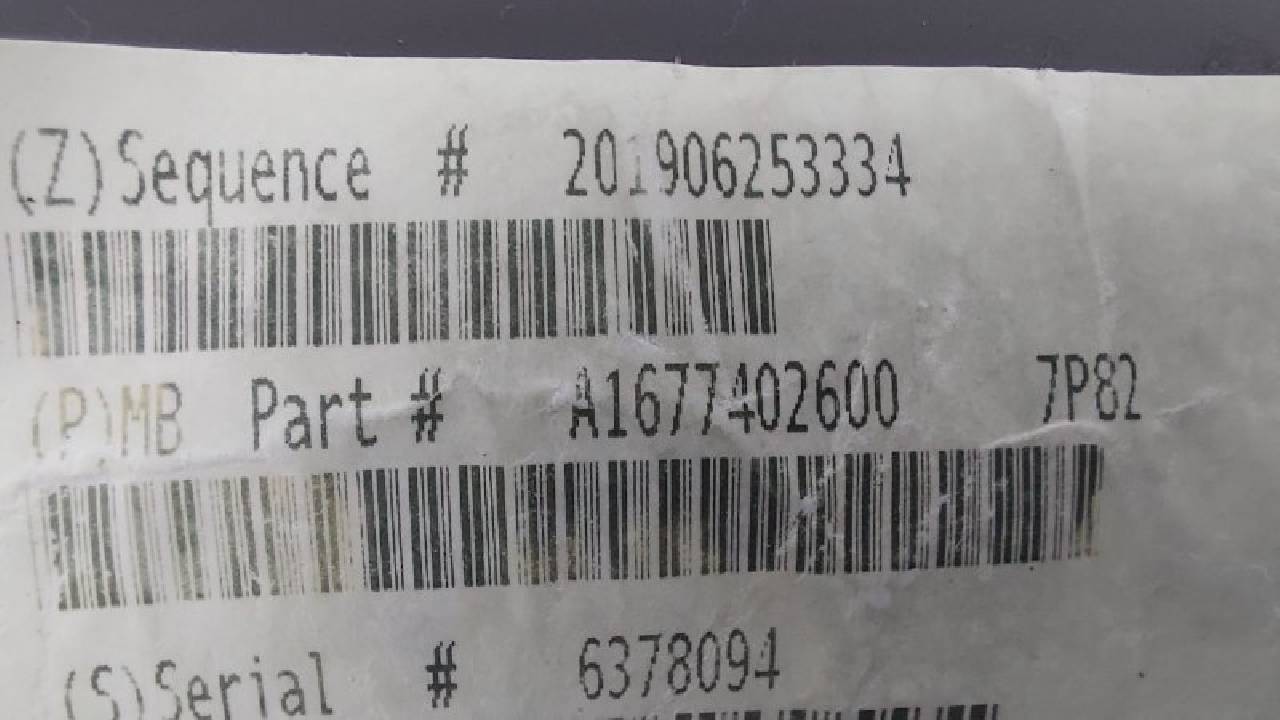 (Z)Sequence # 201906253334
(P)MB Part # A1677402600 7P82
(S)Serial # 6378094